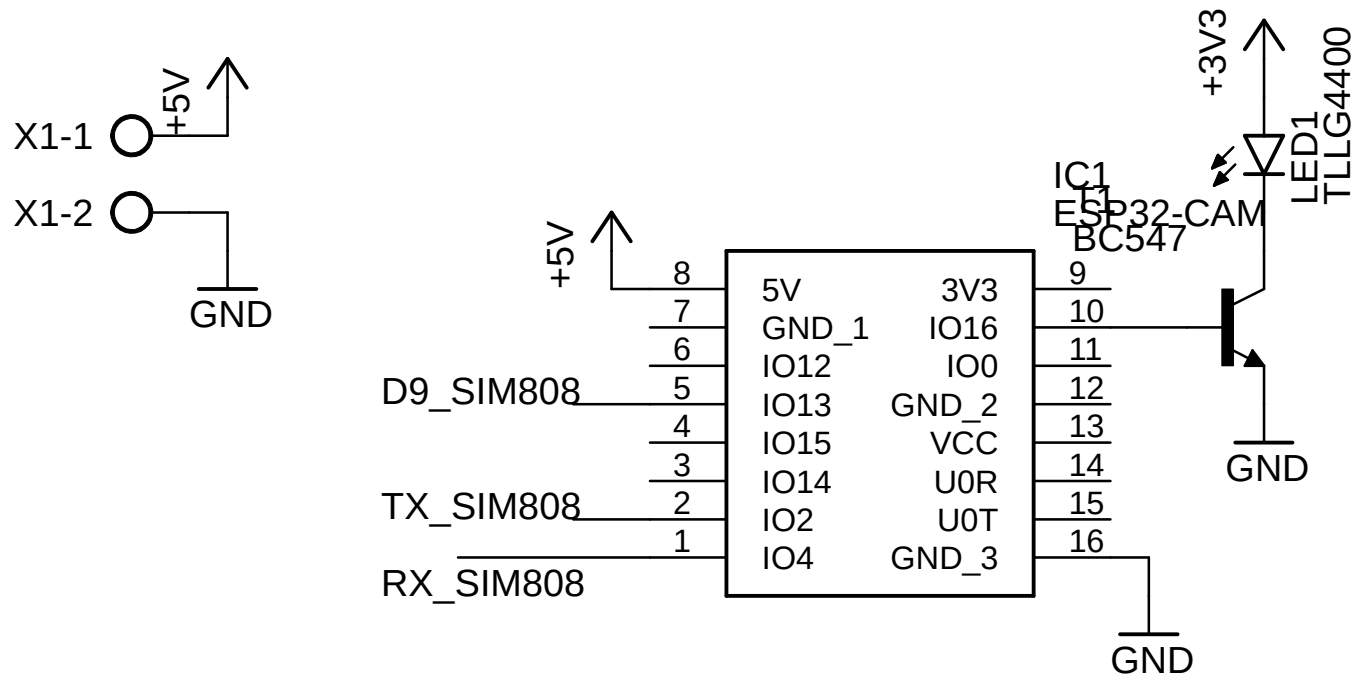 X1-1
+5V
X1-2
GND
+3V3
LED1
TLLG4400
IC1
ESP32-CAM
T1
BC547
+5V
8 5V 3V3 9
7 GND_1 IO16 10
6 IO12 IO0 11
D9_SIM808 5 IO13 GND_2 12
4 IO15 VCC 13
3 IO14 U0R 14
TX_SIM808 2 IO2 U0T 15
1 IO4 GND_3 16
RX_SIM808
GND
GND